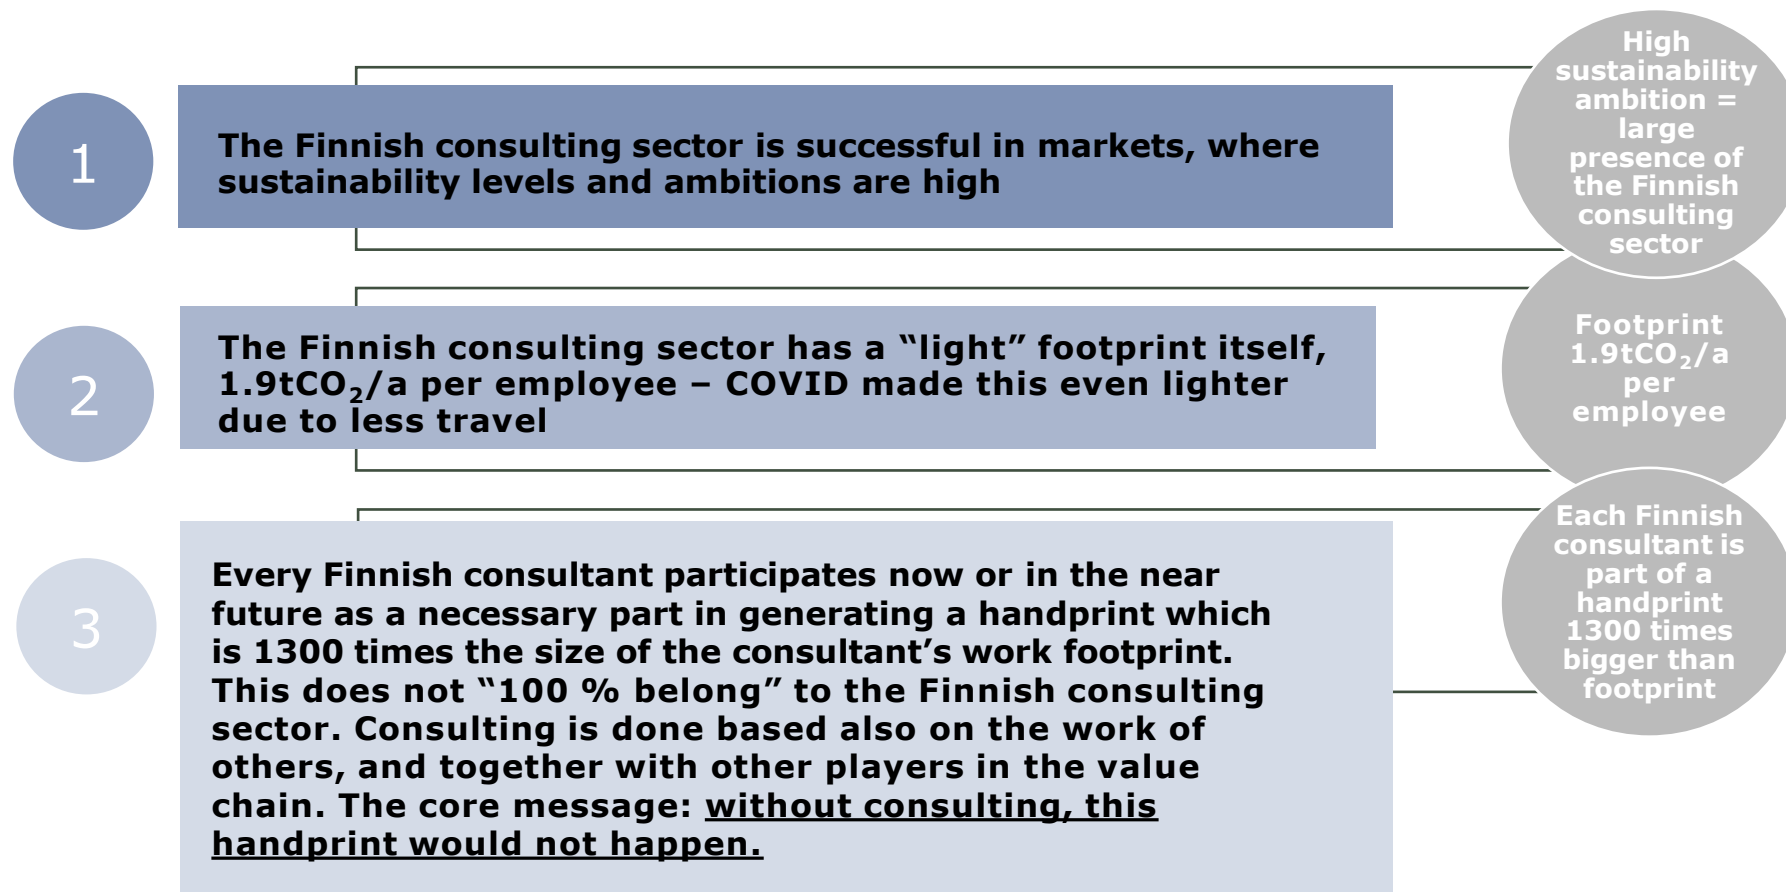 1
The Finnish consulting sector is successful in markets, where
sustainability levels and ambitions are high
High
sustainability
ambition =
large
presence of
the Finnish
consulting
sector
2
The Finnish consulting sector has a “light” footprint itself,
1.9tCO₂/a per employee – COVID made this even lighter
due to less travel
Footprint
1.9tCO₂/a
per
employee
3
Every Finnish consultant participates now or in the near
future as a necessary part in generating a handprint which
is 1300 times the size of the consultant’s work footprint.
This does not “100 % belong” to the Finnish consulting
sector. Consulting is done based also on the work of
others, and together with other players in the value
chain. The core message: without consulting, this
handprint would not happen.
Each Finnish
consultant is
part of a
handprint
1300 times
bigger than
footprint